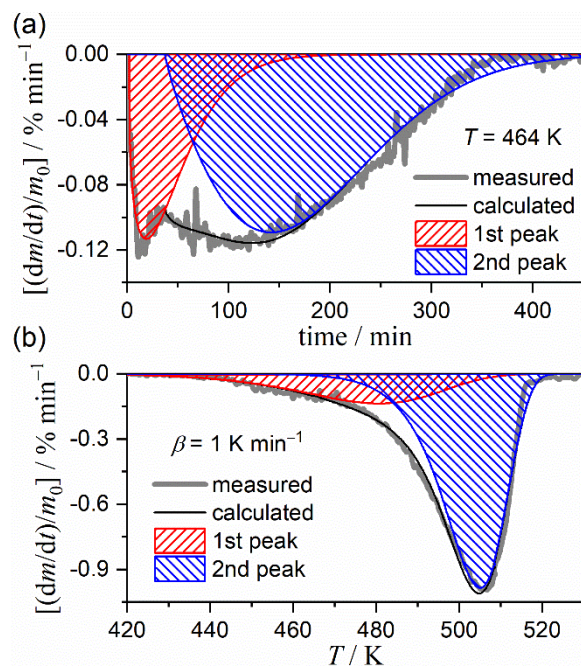 (a)
[(dm/dt)/m₀] / % min⁻¹
0.00
-0.04
-0.08
-0.12
T = 464 K
measured
calculated
1st peak
2nd peak
0 100 200 300 400
time / min
(b)
[(dm/dt)/m₀] / % min⁻¹
0.0
-0.3
-0.6
-0.9
β = 1 K min⁻¹
measured
calculated
1st peak
2nd peak
420 440 460 480 500 520
T / K